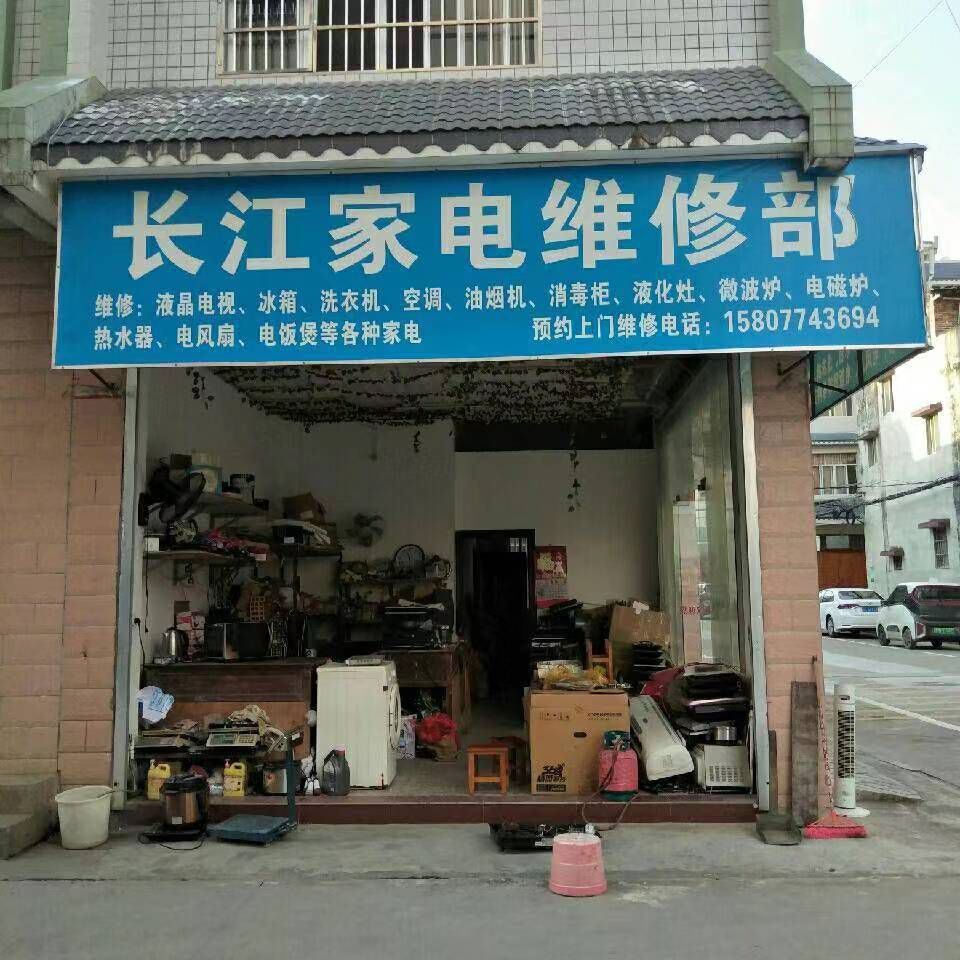 长江家电维修部
维修：液晶电视、冰箱、洗衣机、空调、油烟机、消毒柜、液化灶、微波炉、电磁炉、
热水器、电风扇、电饭煲等各种家电 预约上门维修电话：15807743694